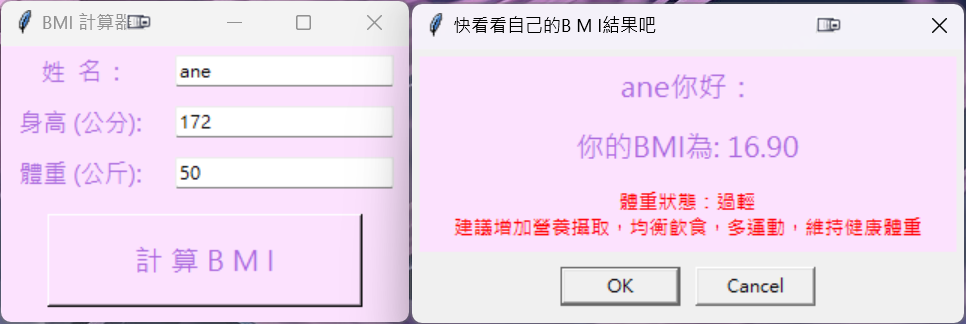 BMI 計算器
姓 名：
ane
身高 (公分):
172
體重 (公斤):
50
計 算 B M I
快看看自己的B M I結果吧
ane你好：
你的BMI為: 16.90
體重狀態：過輕
建議增加營養攝取，均衡飲食，多運動，維持健康體重
OK
Cancel